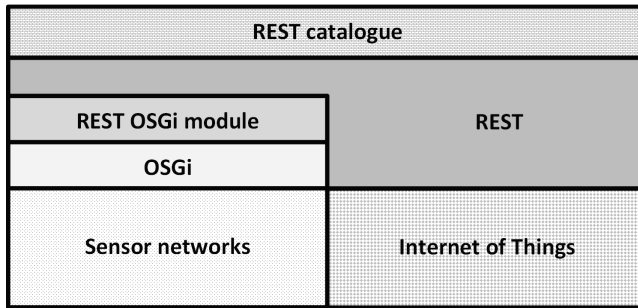 REST catalogue
REST OSGi module
REST
OSGi
Sensor networks
Internet of Things